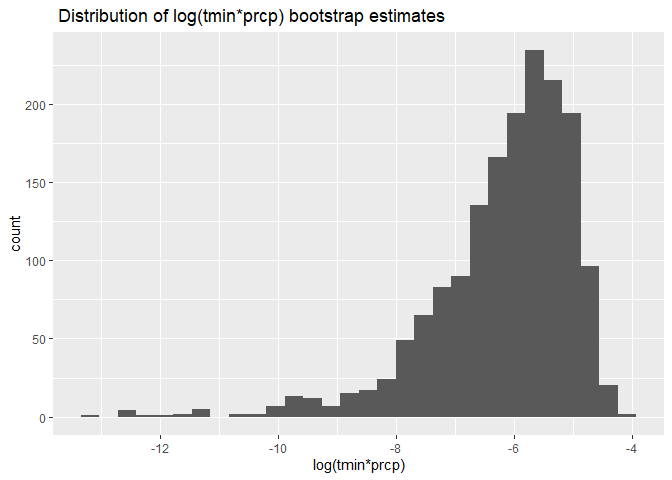 Distribution of log(tmin*prcp) bootstrap estimates
200
150
100
50
0
count
-12 -10 -8 -6 -4
log(tmin*prcp)